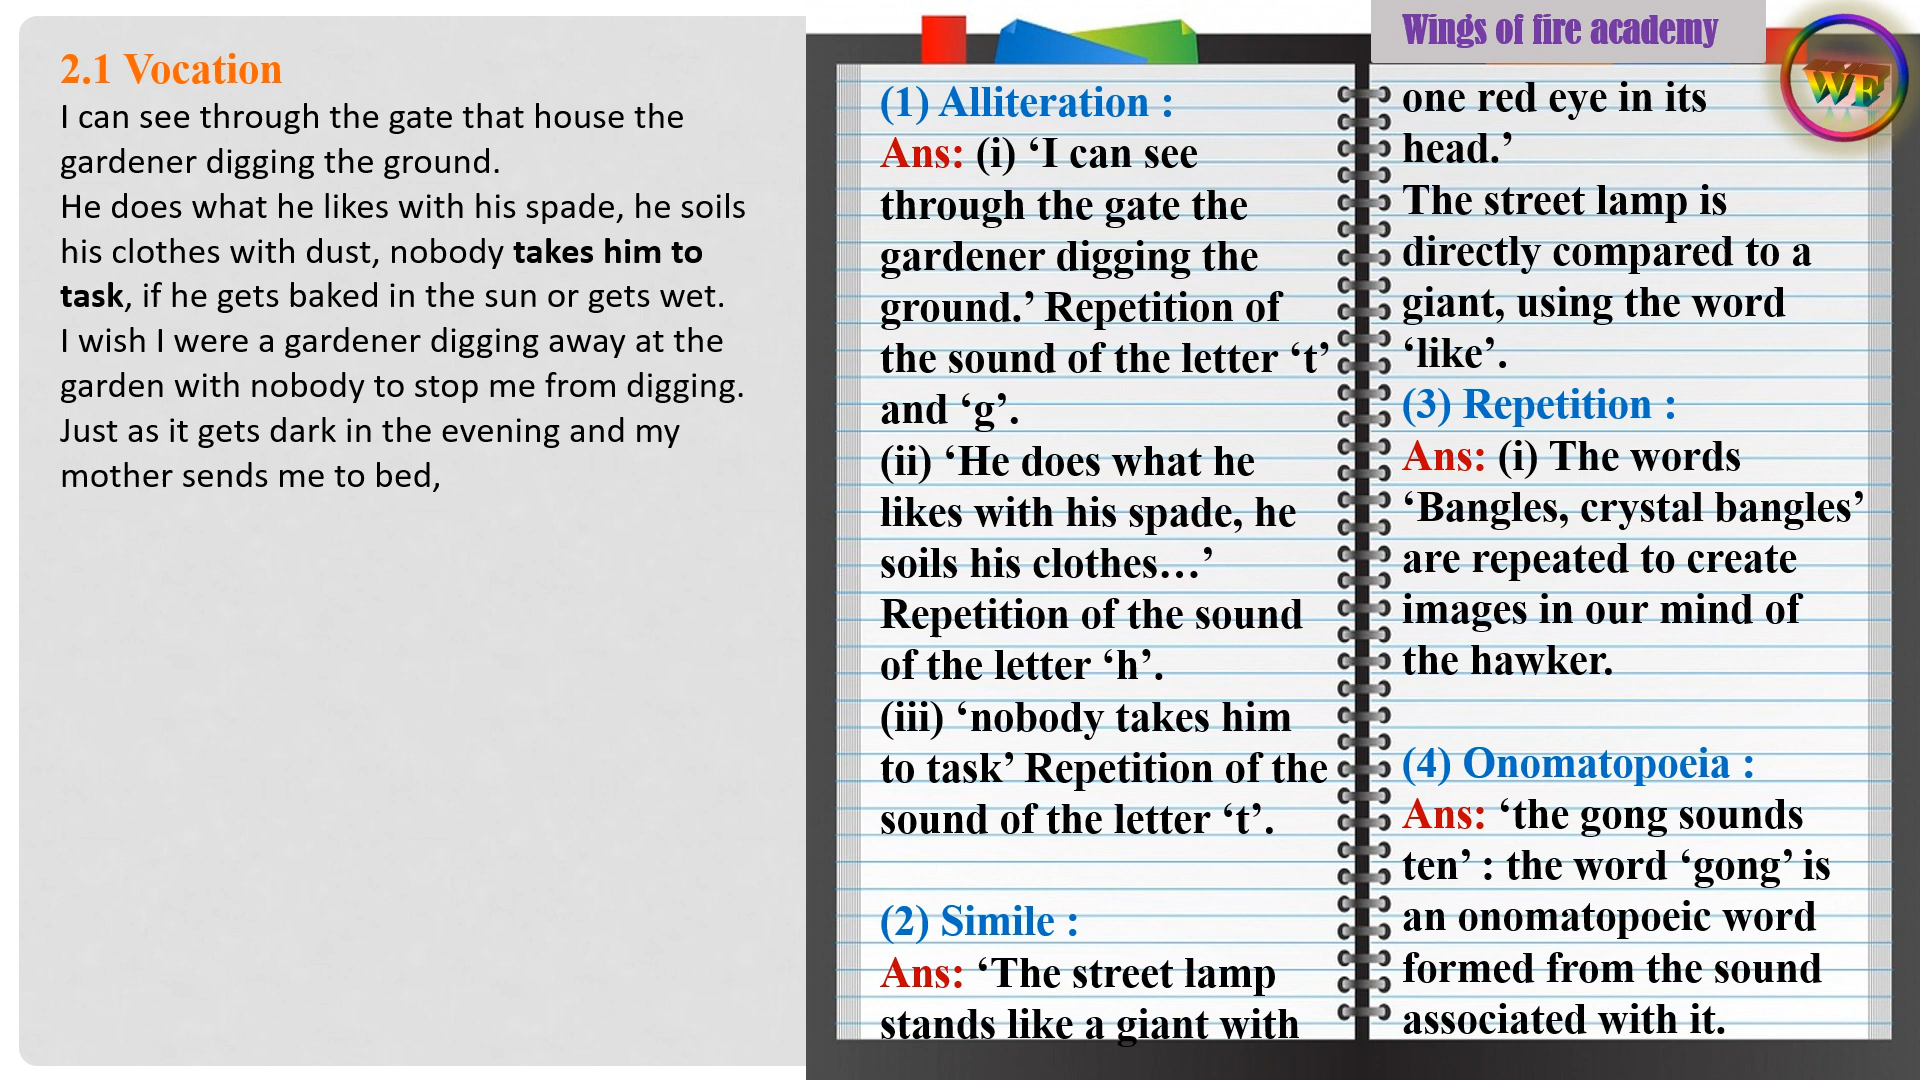 2.1 Vocation
I can see through the gate that house the
gardener digging the ground.
He does what he likes with his spade, he soils
his clothes with dust, nobody takes him to
task, if he gets baked in the sun or gets wet.
I wish I were a gardener digging away at the
garden with nobody to stop me from digging.
Just as it gets dark in the evening and my
mother sends me to bed,
(1) Alliteration :
Ans: (i) ‘I can see
through the gate the
gardener digging the
ground.’ Repetition of
the sound of the letter ‘t’
and ‘g’.
(ii) ‘He does what he
likes with his spade, he
soils his clothes…’
Repetition of the sound
of the letter ‘h’.
(iii) ‘nobody takes him
to task’ Repetition of the
sound of the letter ‘t’.
(2) Simile :
Ans: ‘The street lamp
stands like a giant with
Wings of fire academy
WF
one red eye in its
head.’
The street lamp is
directly compared to a
giant, using the word
‘like’.
(3) Repetition :
Ans: (i) The words
‘Bangles, crystal bangles’
are repeated to create
images in our mind of
the hawker.
(4) Onomatopoeia :
Ans: ‘the gong sounds
ten’ : the word ‘gong’ is
an onomatopoeic word
formed from the sound
associated with it.